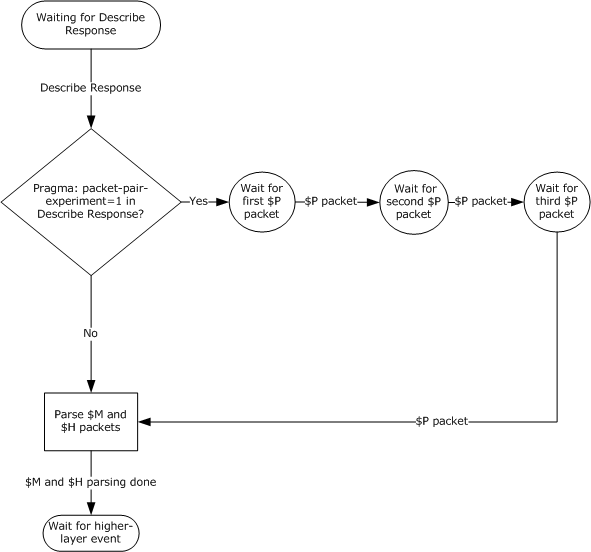 Waiting for Describe
Response
Describe Response
Pragma: packet-pair-
experiment=1 in
Describe Response?
Yes
Wait for
first $P
packet
$P packet
Wait for
second $P
packet
$P packet
Wait for
third $P
packet
No
Parse $M and
$H packets
$P packet
$M and $H parsing done
Wait for higher-
layer event